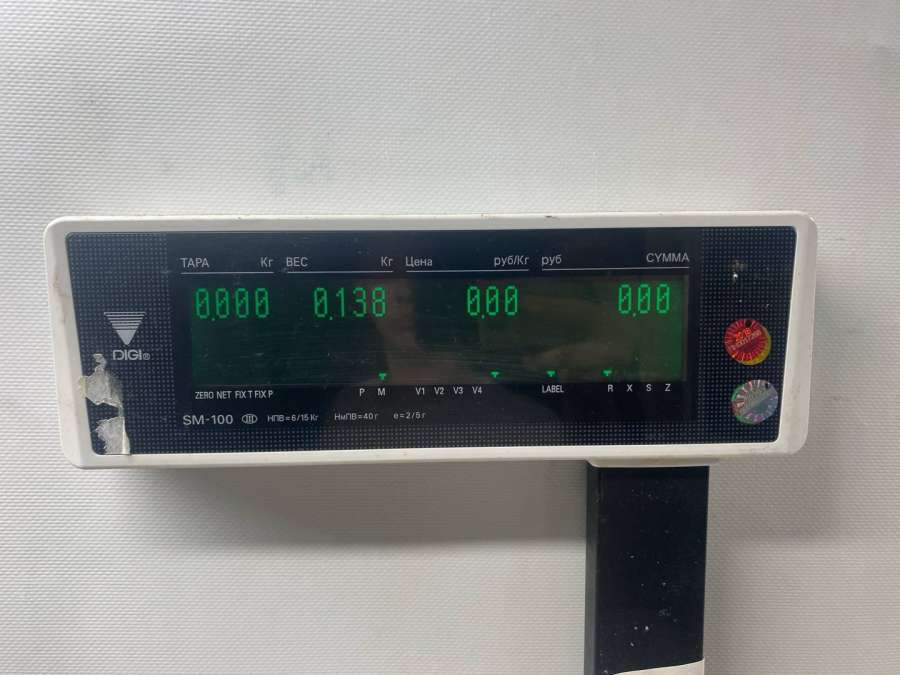 ТАРА Кг ВЕС Кг Цена руб/Кг руб СУММА
0.000 0.138 0.00 0.00
DIGI®
ZERO NET FIX T FIX P P M V1 V2 V3 V4 LABEL R X S Z
SM-100 III НПВ=6/15 Кг НмПВ=40 г e=2/5 г